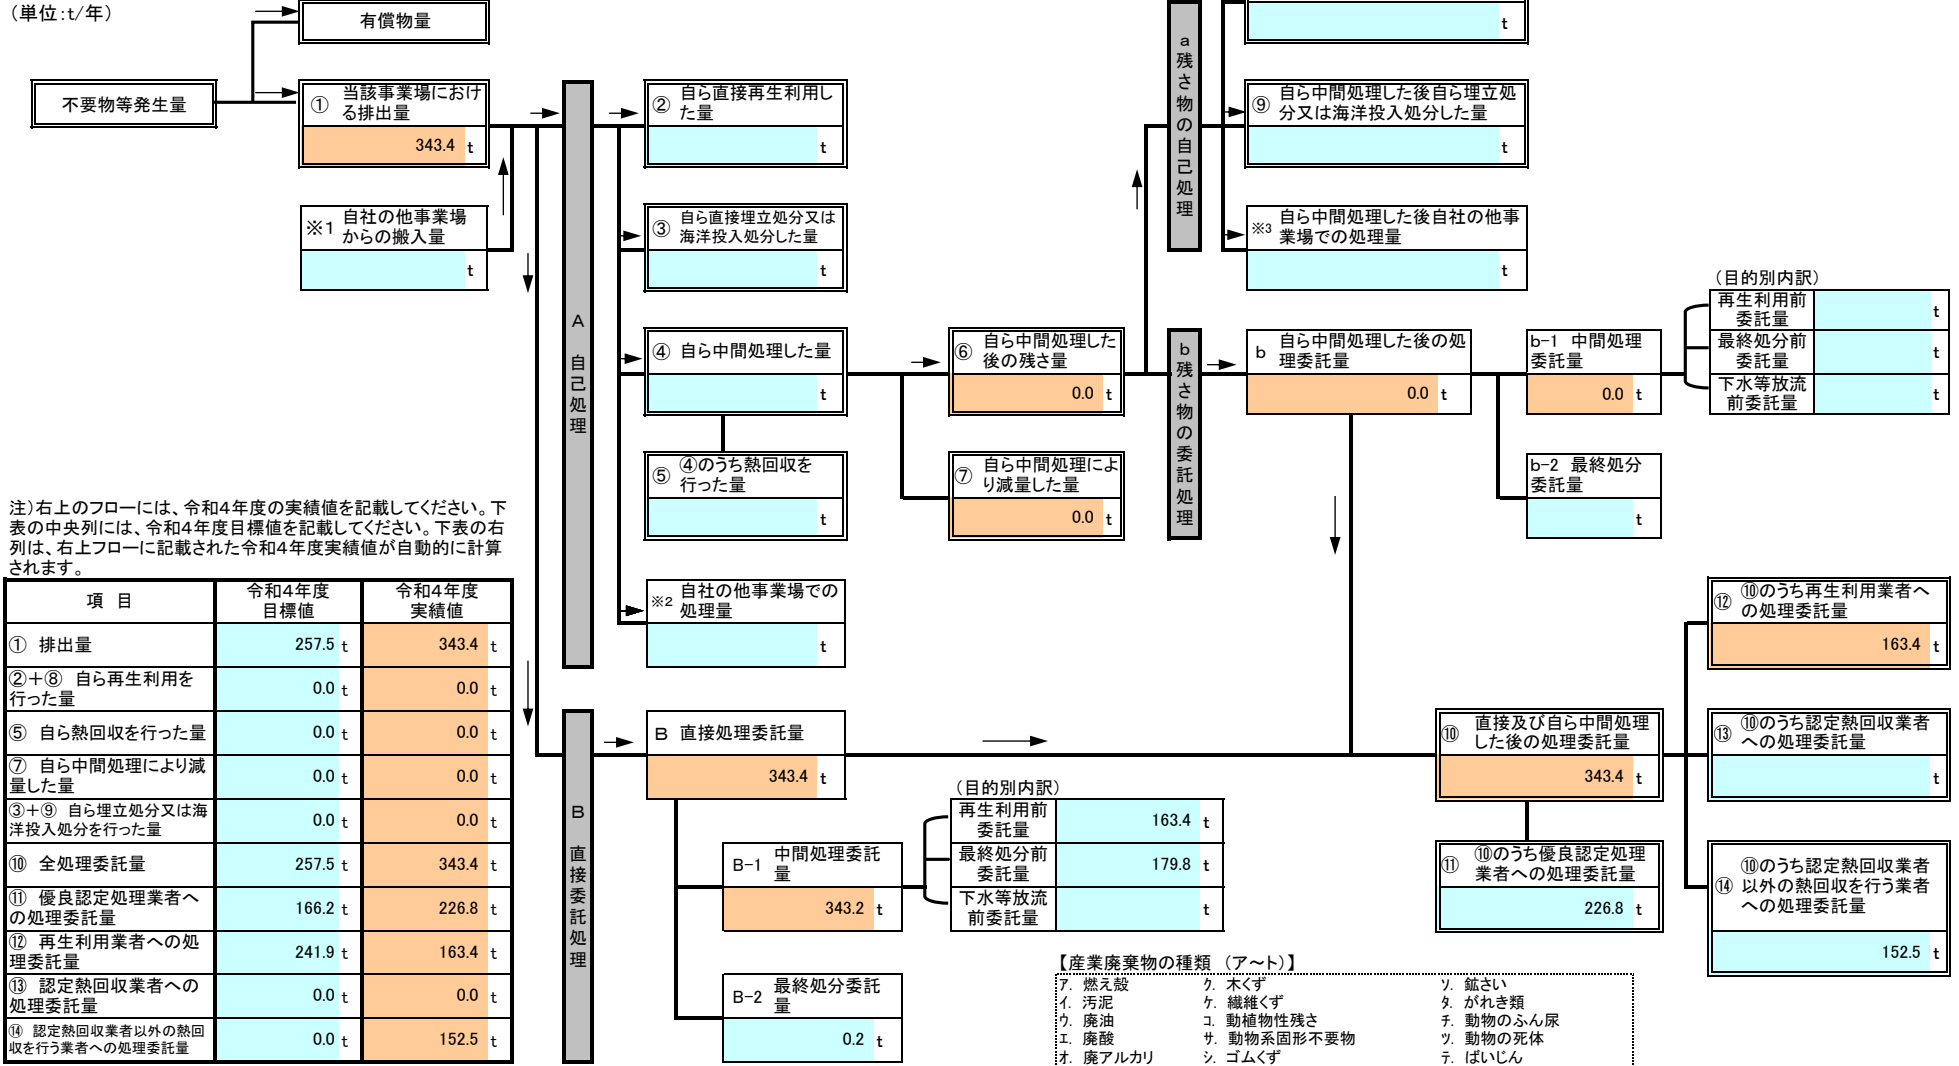 (単位:t/年)
有償物量
不要物等発生量
① 当該事業場におけ
る排出量
343.4 t
※1 自社の他事業場
からの搬入量
t
A 自己処理
② 自ら直接再生利用し
た量
t
③ 自ら直接埋立処分又は
海洋投入処分した量
t
④ 自ら中間処理した量
t
⑤ ④のうち熱回収を
行った量
t
※2 自社の他事業場での
処理量
t
⑥ 自ら中間処理した
後の残さ量
0.0 t
⑦ 自ら中間処理によ
り減量した量
0.0 t
a 残さ物の自己処理
t
⑨ 自ら中間処理した後自ら埋立処
分又は海洋投入処分した量
t
※3 自ら中間処理した後自社の他事
業場での処理量
t
b 残さ物の委託処理
b 自ら中間処理した後の処
理委託量
0.0 t
b-1 中間処理
委託量
0.0 t
b-2 最終処分
委託量
t
(目的別内訳)
再生利用前
委託量
t
最終処分前
委託量
t
下水等放流
前委託量
t
注)右上のフローには、令和4年度の実績値を記載してください。下
表の中央列には、令和4年度目標値を記載してください。下表の右
列は、右上フローに記載された令和4年度実績値が自動的に計算
されます。
項 目 令和4年度
目標値 令和4年度
実績値
① 排出量 257.5 t 343.4 t
②+⑧ 自ら再生利用を
行った量 0.0 t 0.0 t
⑤ 自ら熱回収を行った量 0.0 t 0.0 t
⑦ 自ら中間処理により減
量した量 0.0 t 0.0 t
③+⑨ 自ら埋立処分又は海
洋投入処分を行った量 0.0 t 0.0 t
⑩ 全処理委託量 257.5 t 343.4 t
⑪ 優良認定処理業者へ
の処理委託量 166.2 t 226.8 t
⑫ 再生利用業者への処
理委託量 241.9 t 163.4 t
⑬ 認定熱回収業者への
処理委託量 0.0 t 0.0 t
⑭ 認定熱回収業者以外の熱回
収を行う業者への処理委託量 0.0 t 152.5 t
B 直接委託処理
B 直接処理委託量
343.4 t
B-1 中間処理委託
量
343.2 t
B-2 最終処分委託
量
0.2 t
(目的別内訳)
再生利用前
委託量
163.4 t
最終処分前
委託量
179.8 t
下水等放流
前委託量
t
⑩ 直接及び自ら中間処理
した後の処理委託量
343.4 t
⑪ ⑩のうち優良認定処理
業者への処理委託量
226.8 t
⑫ ⑩のうち再生利用業者へ
の処理委託量
163.4 t
⑬ ⑩のうち認定熱回収業者
への処理委託量
t
⑭ ⑩のうち認定熱回収業者
以外の熱回収を行う業者
への処理委託量
152.5 t
【産業廃棄物の種類 (ア~ト)】
ア. 燃え殻 ク. 木くず ソ. 鉱さい
イ. 汚泥 ケ. 繊維くず タ. がれき類
ウ. 廃油 コ. 動植物性残さ チ. 動物のふん尿
エ. 廃酸 サ. 動物系固形不要物 ツ. 動物の死体
オ. 廃アルカリ シ. ゴムくず テ. ばいじん